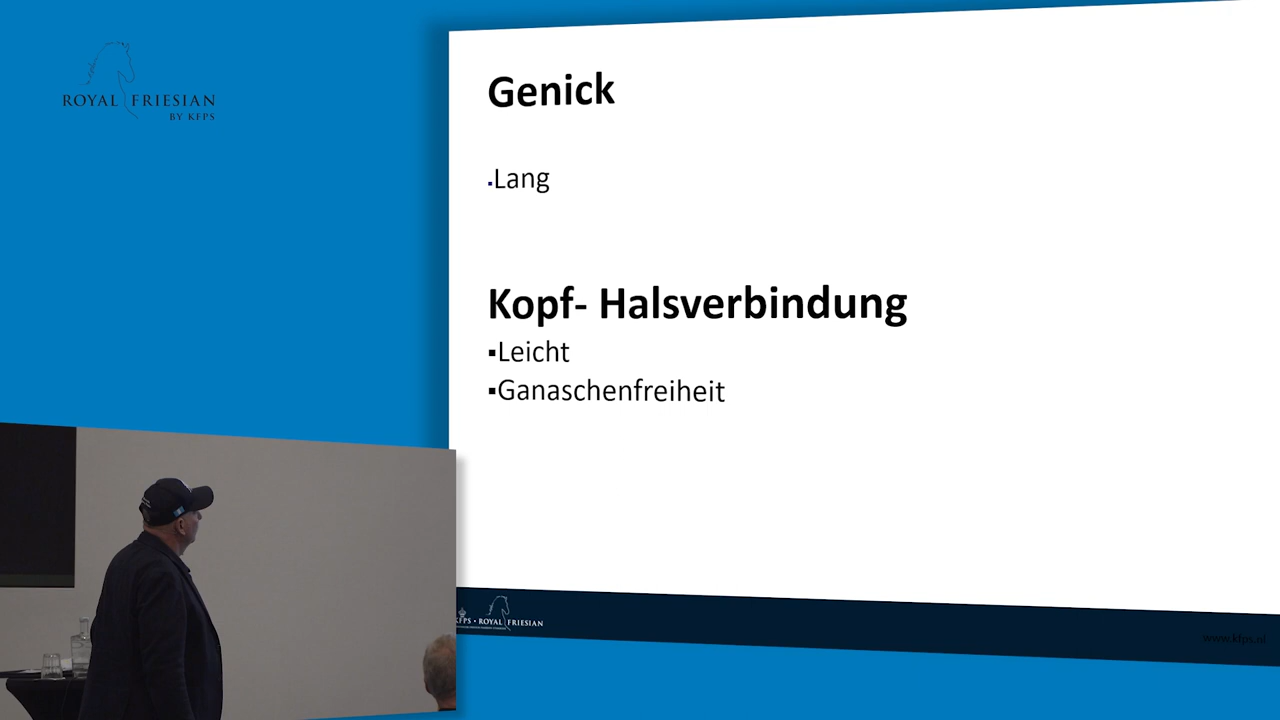 ROYAL FRIESIAN
BY KFPS
Genick
▪Lang
Kopf- Halsverbindung
▪Leicht
▪Ganaschenfreiheit
KFPS • ROYAL FRIESIAN
www.kfps.nl